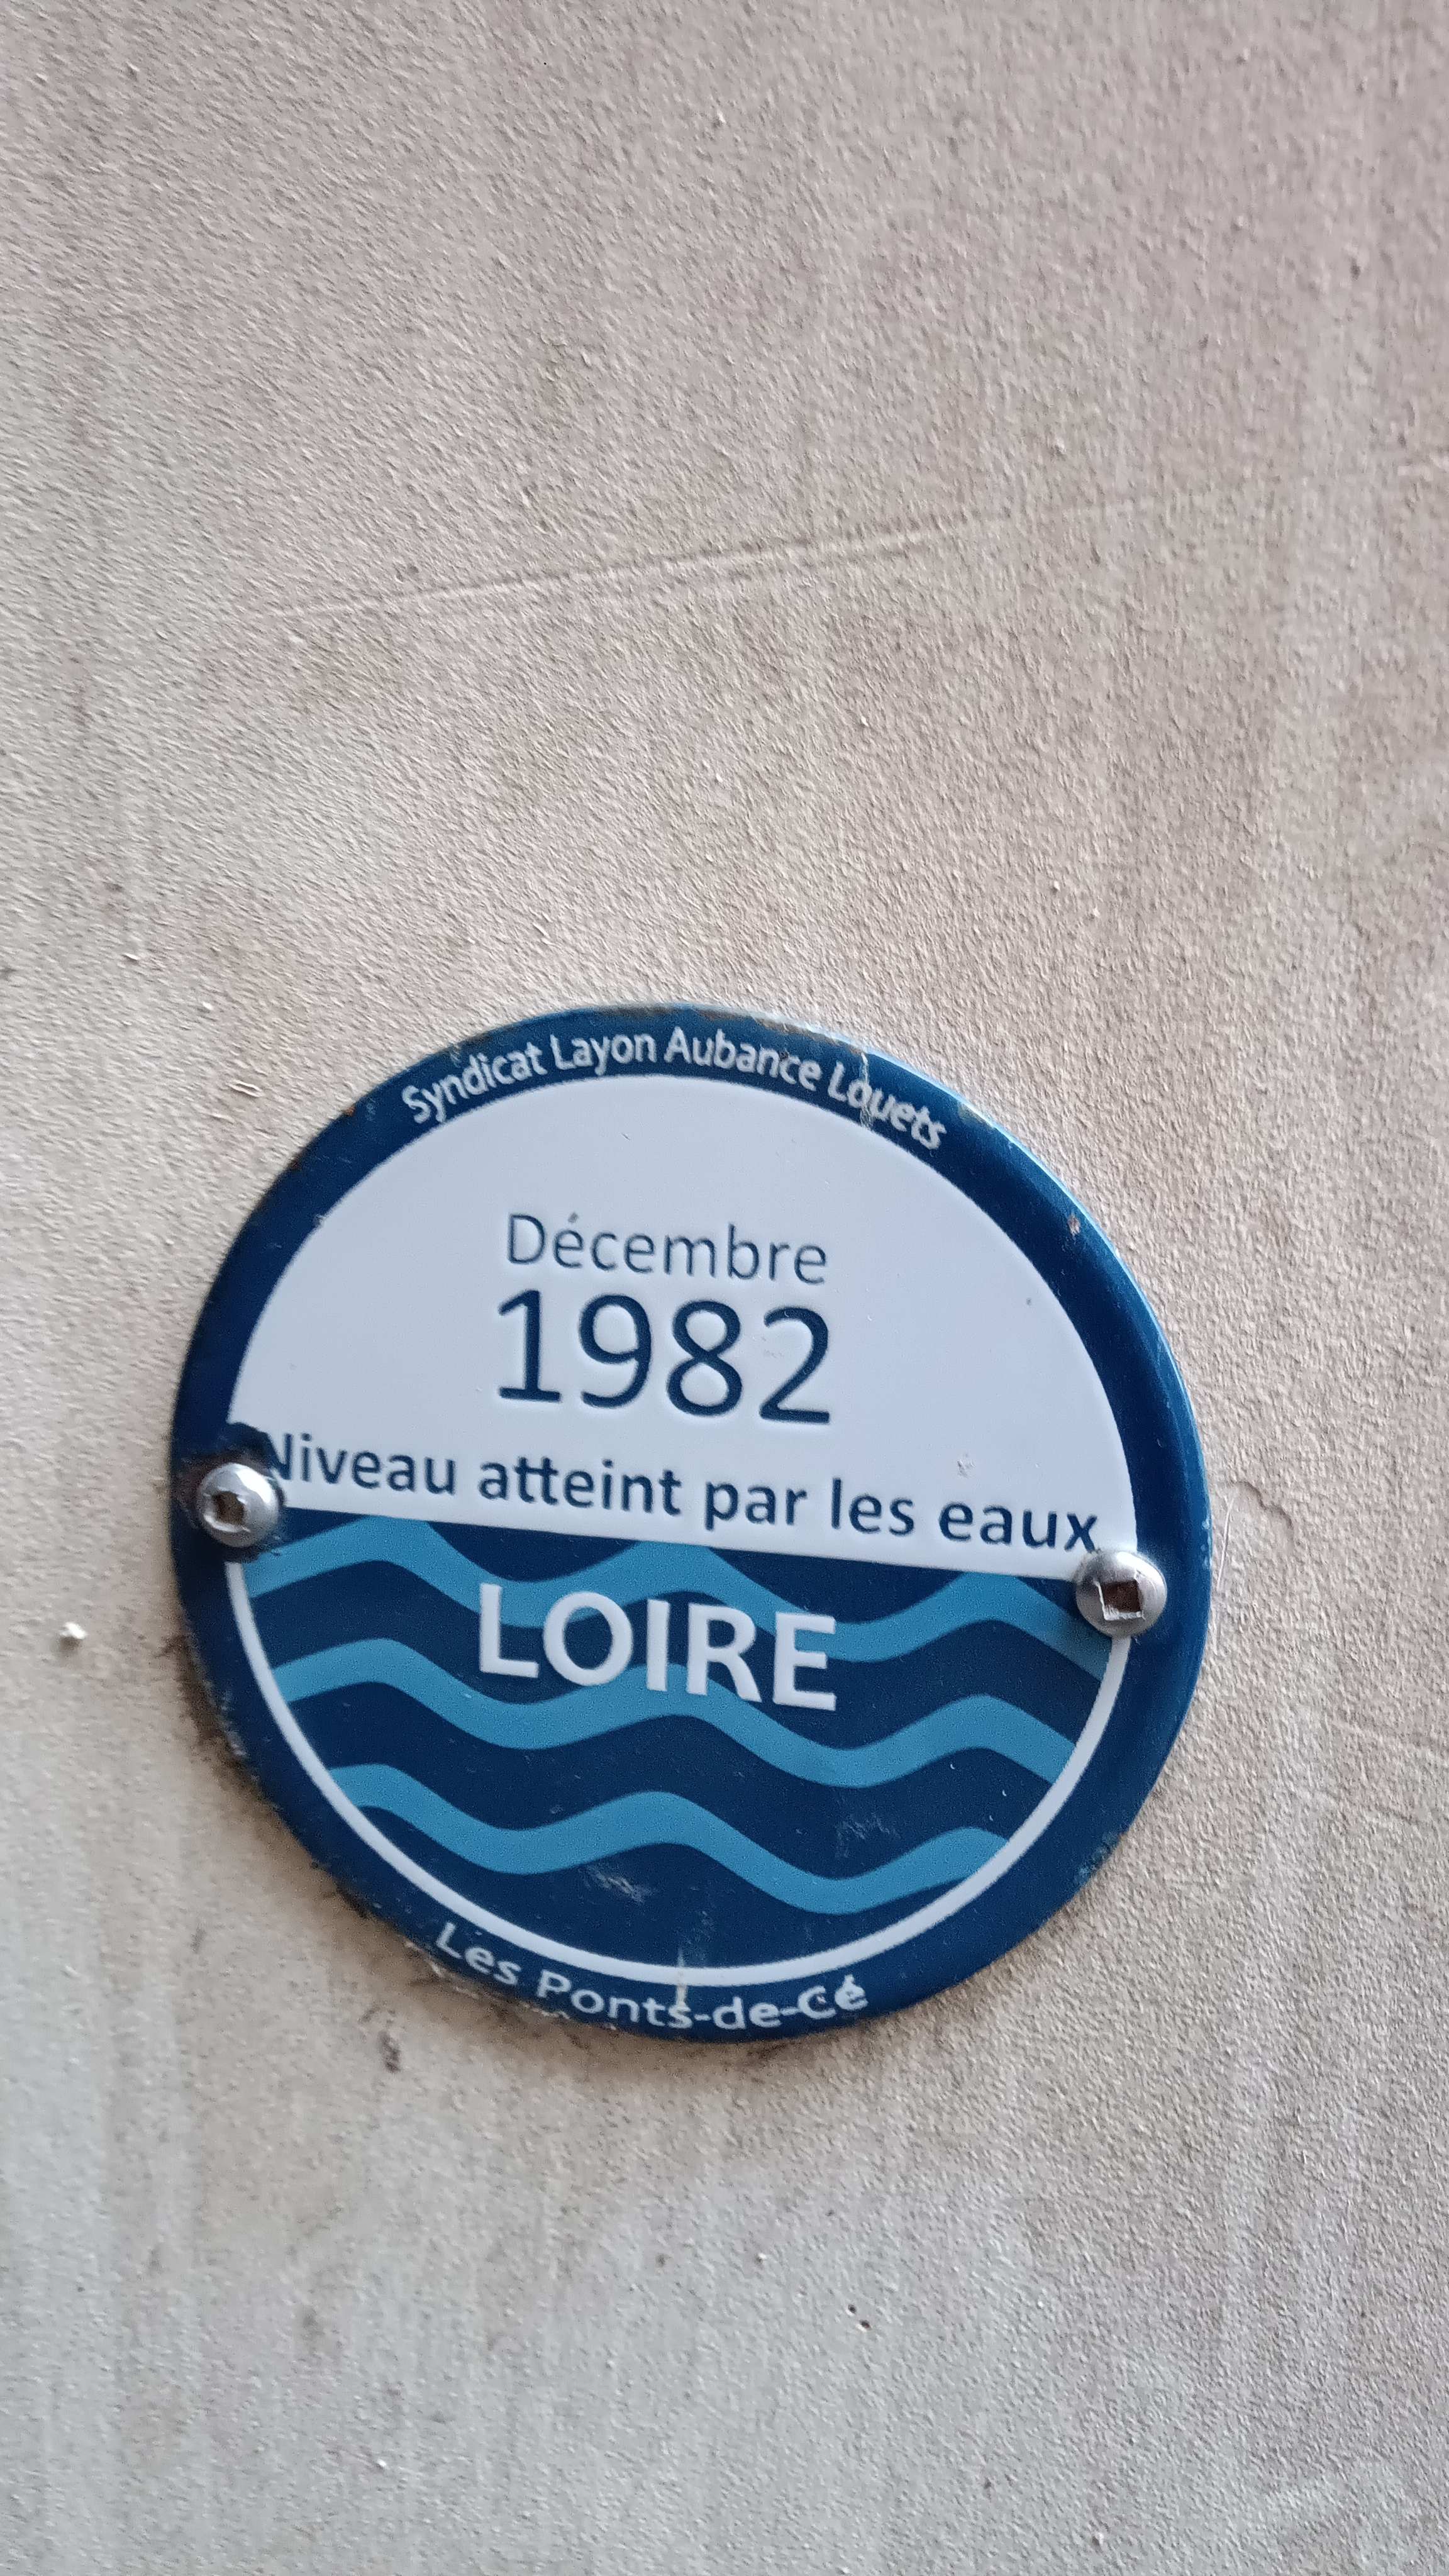 Syndicat Layon Aubance Louets
Décembre
1982
Niveau atteint par les eaux
LOIRE
Les Ponts-de-Cé